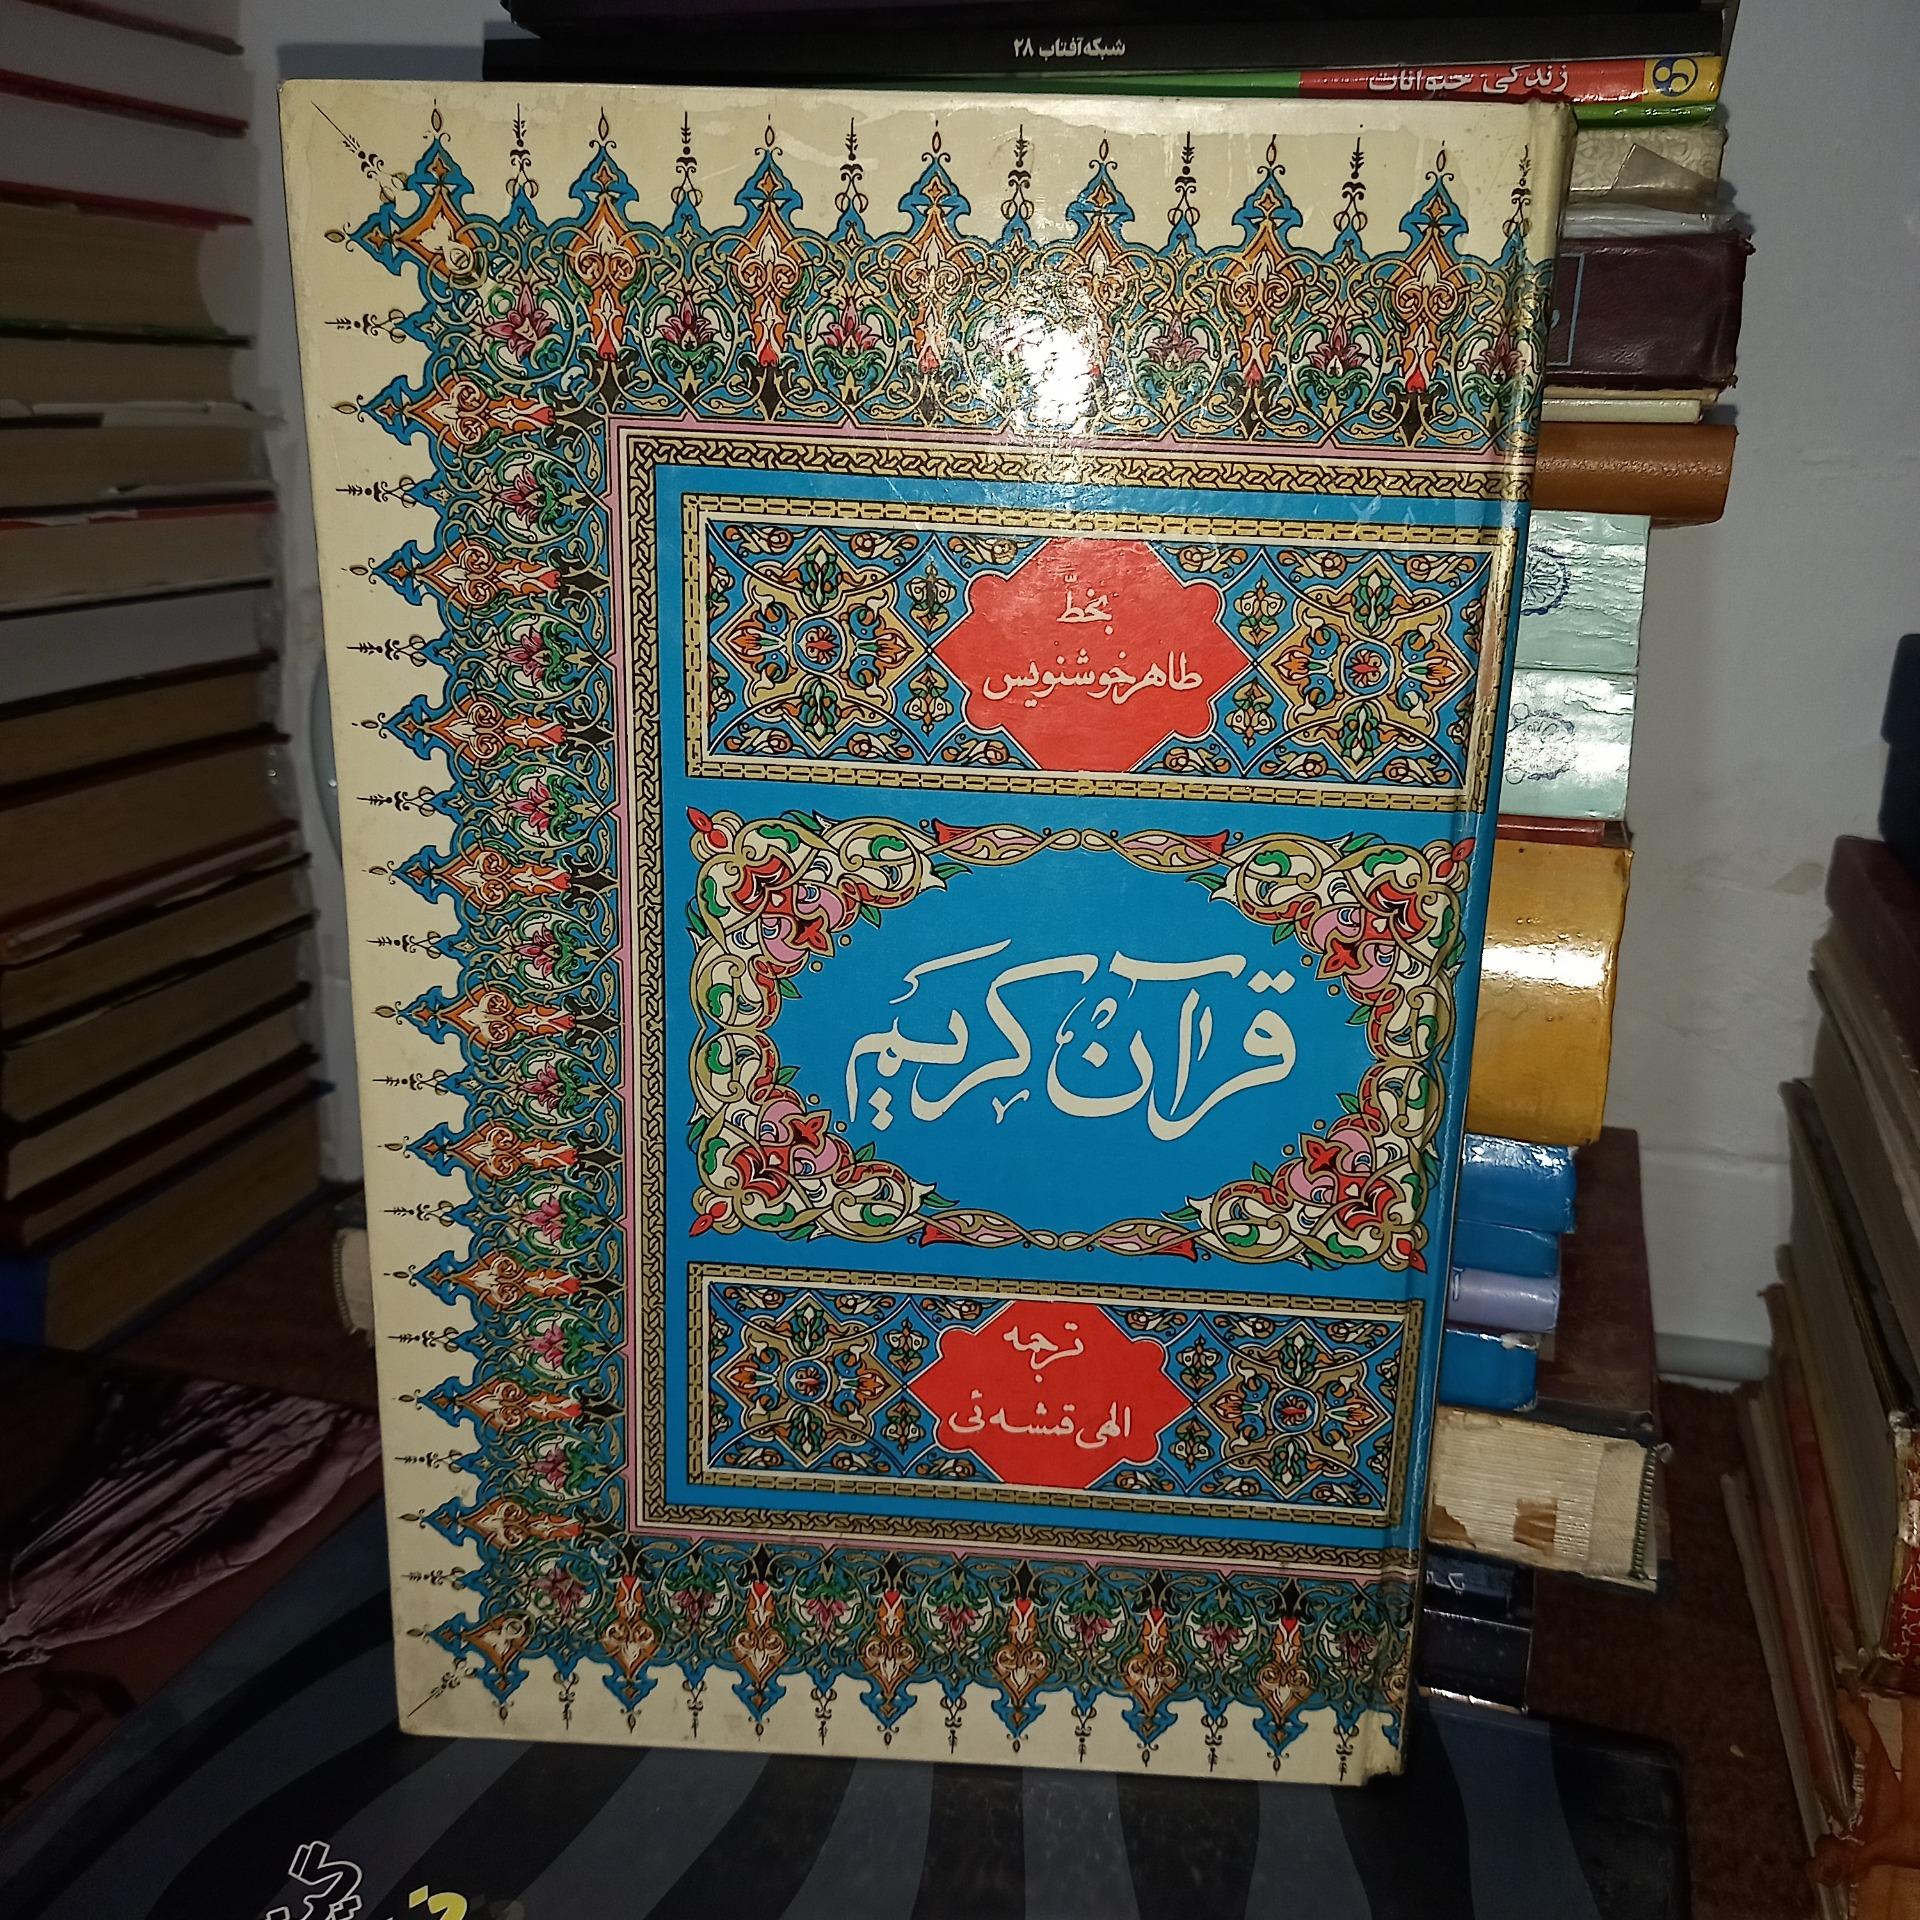 شبکه آفتاب ۲۸
زندگی حیوانات
بخطّ
طاهر خوشنویس
قرآن کریم
ترجمه
الهی قمشه ئی